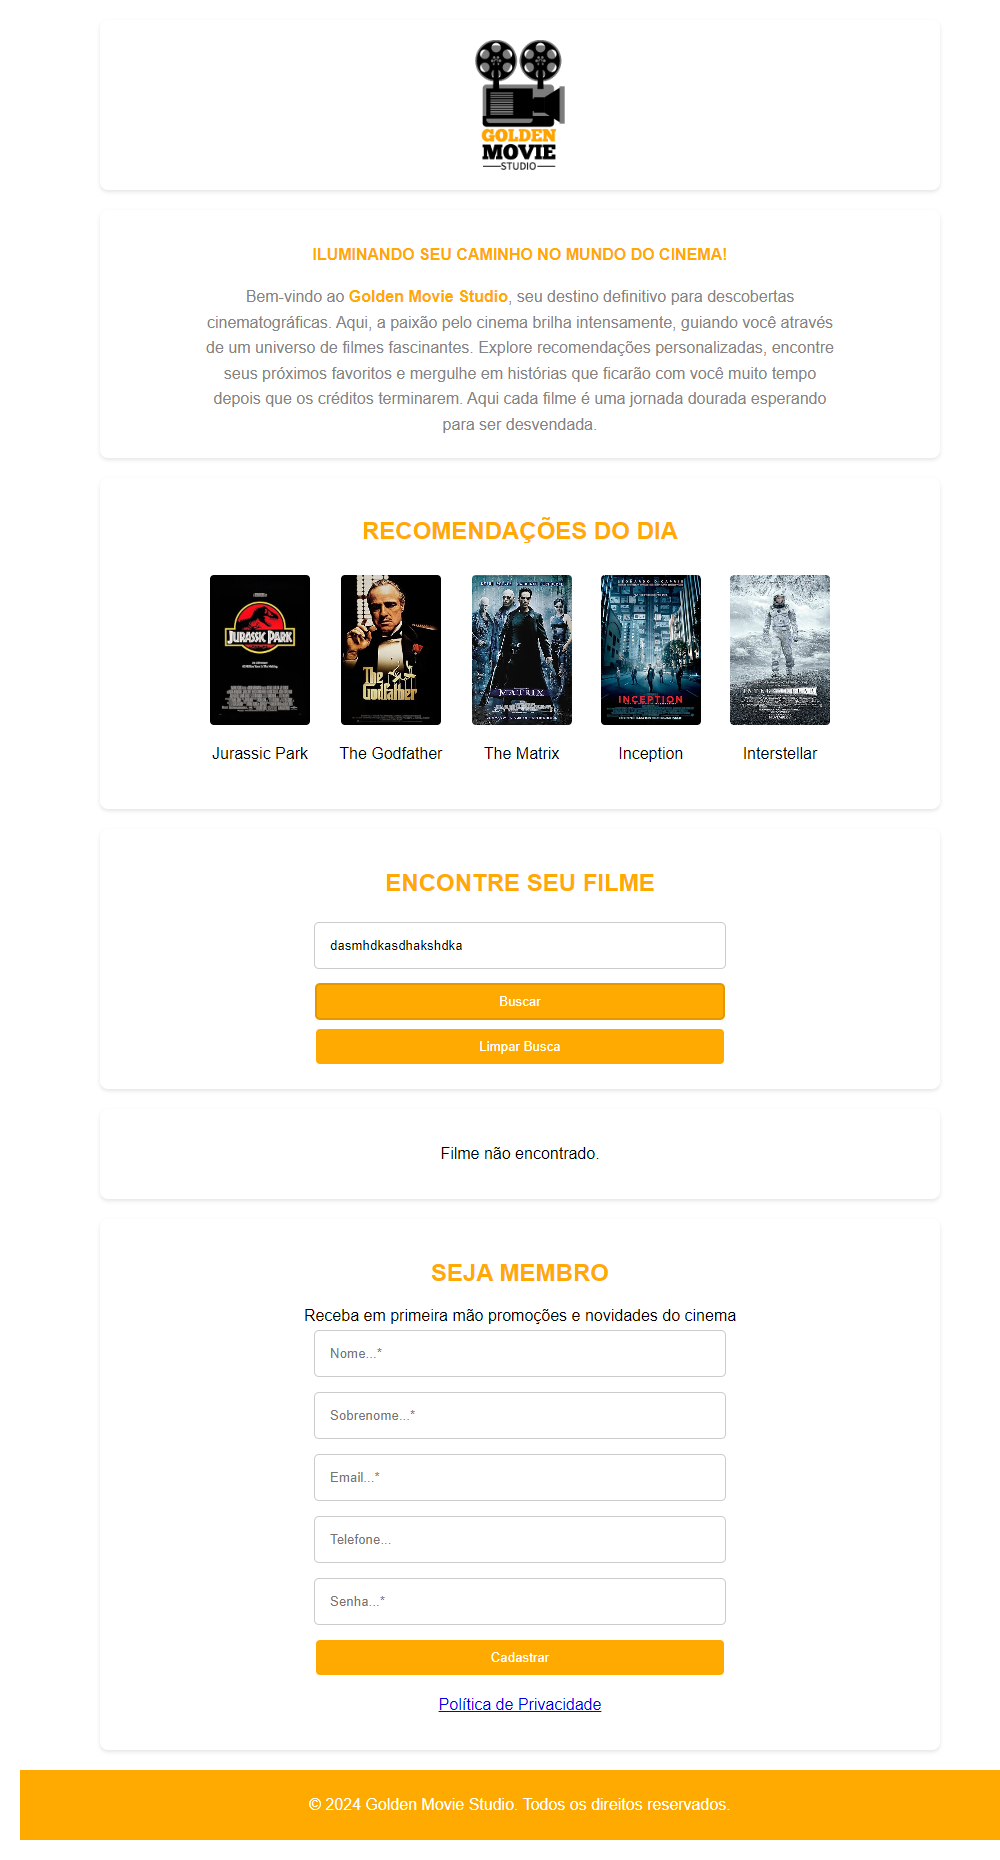 GOLDEN
MOVIE
STUDIO
ILUMINANDO SEU CAMINHO NO MUNDO DO CINEMA!
Bem-vindo ao Golden Movie Studio, seu destino definitivo para descobertas
cinematográficas. Aqui, a paixão pelo cinema brilha intensamente, guiando você através
de um universo de filmes fascinantes. Explore recomendações personalizadas, encontre
seus próximos favoritos e mergulhe em histórias que ficarão com você muito tempo
depois que os créditos terminarem. Aqui cada filme é uma jornada dourada esperando
para ser desvendada.
RECOMENDAÇÕES DO DIA
JURASSIC PARK
The
Godfather
MATRIX
INCEPTION
INTERSTELLAR
Jurassic Park
The Godfather
The Matrix
Inception
Interstellar
ENCONTRE SEU FILME
dasmhdkasdhakshdka
Buscar
Limpar Busca
Filme não encontrado.
SEJA MEMBRO
Receba em primeira mão promoções e novidades do cinema
Nome...*
Sobrenome...*
Email...*
Telefone...
Senha...*
Cadastrar
Política de Privacidade
© 2024 Golden Movie Studio. Todos os direitos reservados.